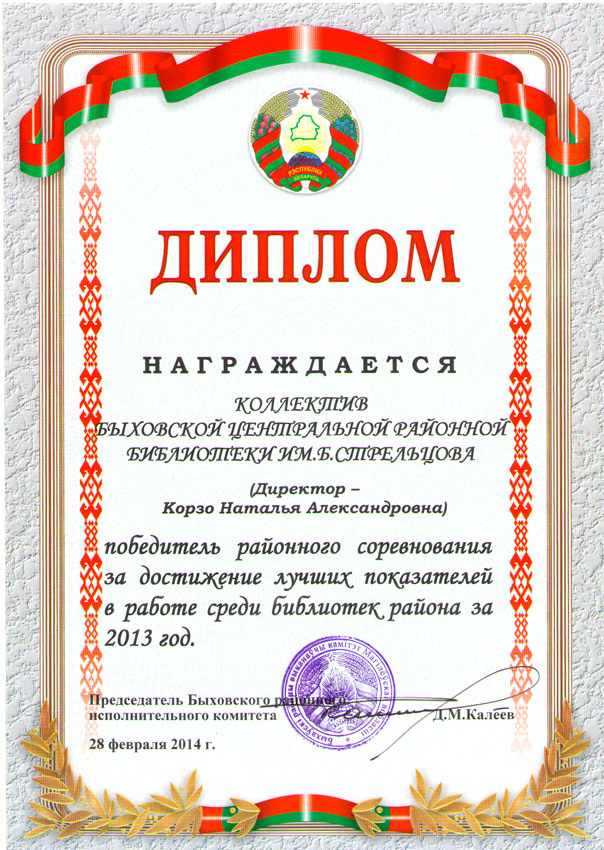 РЭСПУБЛІКА
БЕЛАРУСЬ
ДИПЛОМ
НАГРАЖДАЕТСЯ
КОЛЛЕКТИВ
БЫХОВСКОЙ ЦЕНТРАЛЬНОЙ РАЙОННОЙ
БИБЛИОТЕКИ ИМ.Б.СТРЕЛЬЦОВА
(Директор –
Корзо Наталья Александровна)
победитель районного соревнования
за достижение лучших показателей
в работе среди библиотек района за
2013 год.
Председатель Быховского районного
исполнительного комитета Д.М.Калеев
28 февраля 2014 г.